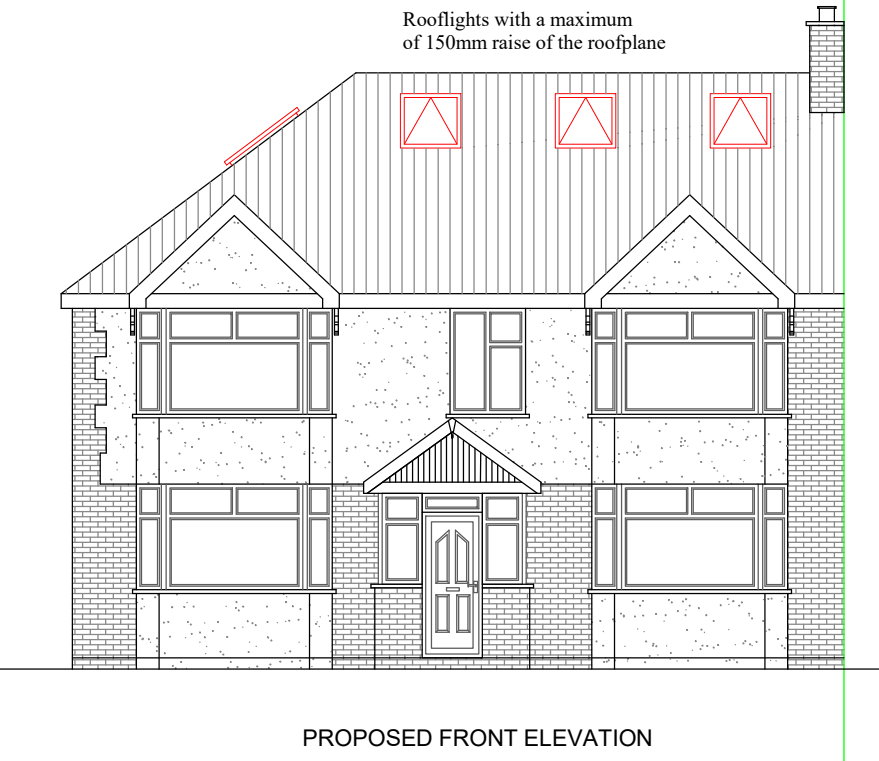 Rooflights with a maximum
of 150mm raise of the roofplane
PROPOSED FRONT ELEVATION